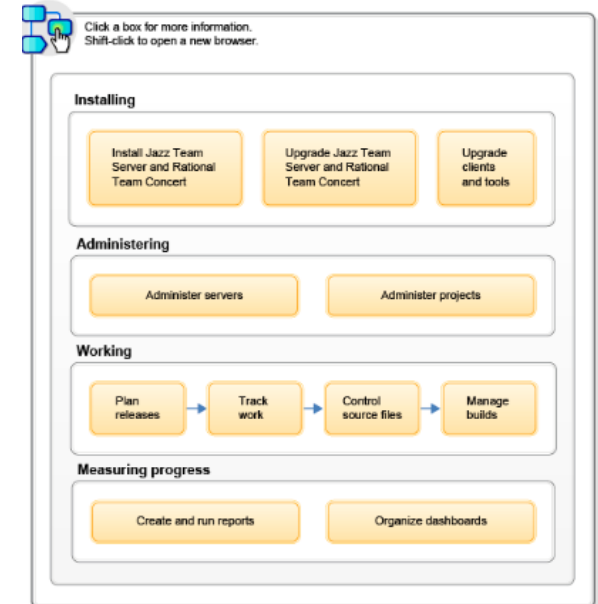 Click a box for more information.
Shift-click to open a new browser.
Installing
Install Jazz Team
Server and Rational
Team Concert
Upgrade Jazz Team
Server and Rational
Team Concert
Upgrade
clients
and tools
Administering
Administer servers
Administer projects
Working
Plan
releases
Track
work
Control
source files
Manage
builds
Measuring progress
Create and run reports
Organize dashboards